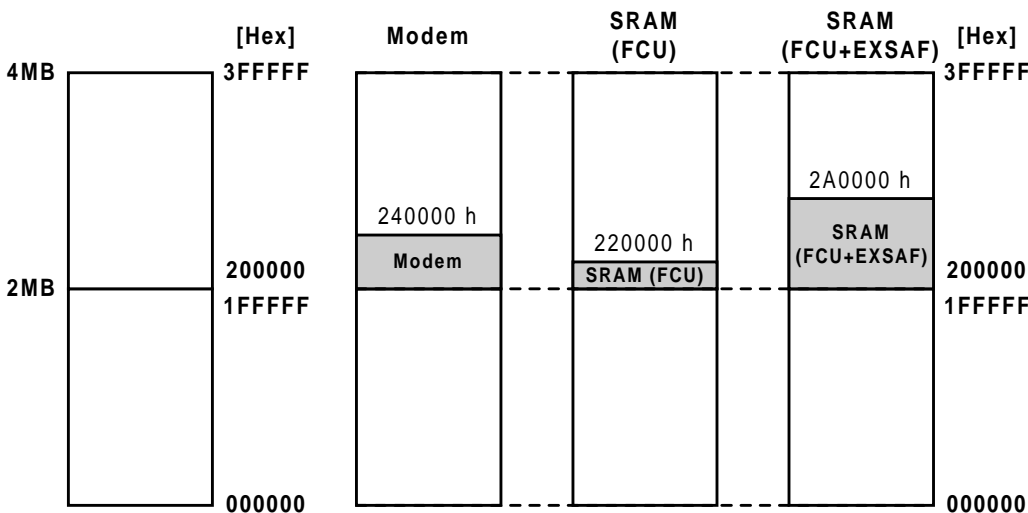 [Hex]
Modem
SRAM
(FCU)
SRAM
(FCU+EXSAF)
[Hex]
4MB
3FFFFF
3FFFFF
2A0000 h
240000 h
220000 h
SRAM
(FCU+EXSAF)
Modem
SRAM (FCU)
200000
200000
2MB
1FFFFF
1FFFFF
000000
000000